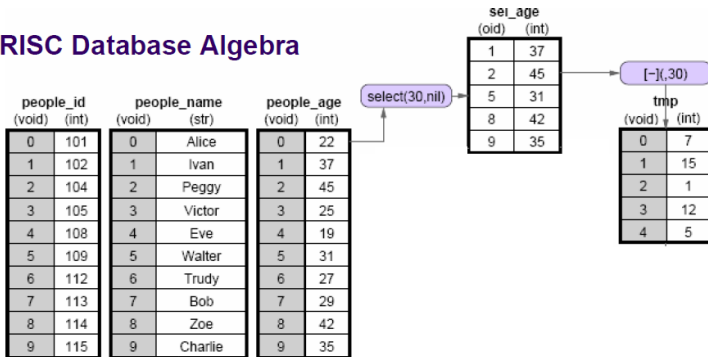 RISC Database Algebra
sel_age
(oid) (int)
1 37
2 45
5 31
8 42
9 35
select(30,nil)
[−](,30)
tmp
(void) (int)
0 7
1 15
2 1
3 12
4 5
people_id
(void) (int)
0 101
1 102
2 104
3 105
4 108
5 109
6 112
7 113
8 114
9 115
people_name
(void) (str)
0 Alice
1 Ivan
2 Peggy
3 Victor
4 Eve
5 Walter
6 Trudy
7 Bob
8 Zoe
9 Charlie
people_age
(void) (int)
0 22
1 37
2 45
3 25
4 19
5 31
6 27
7 29
8 42
9 35